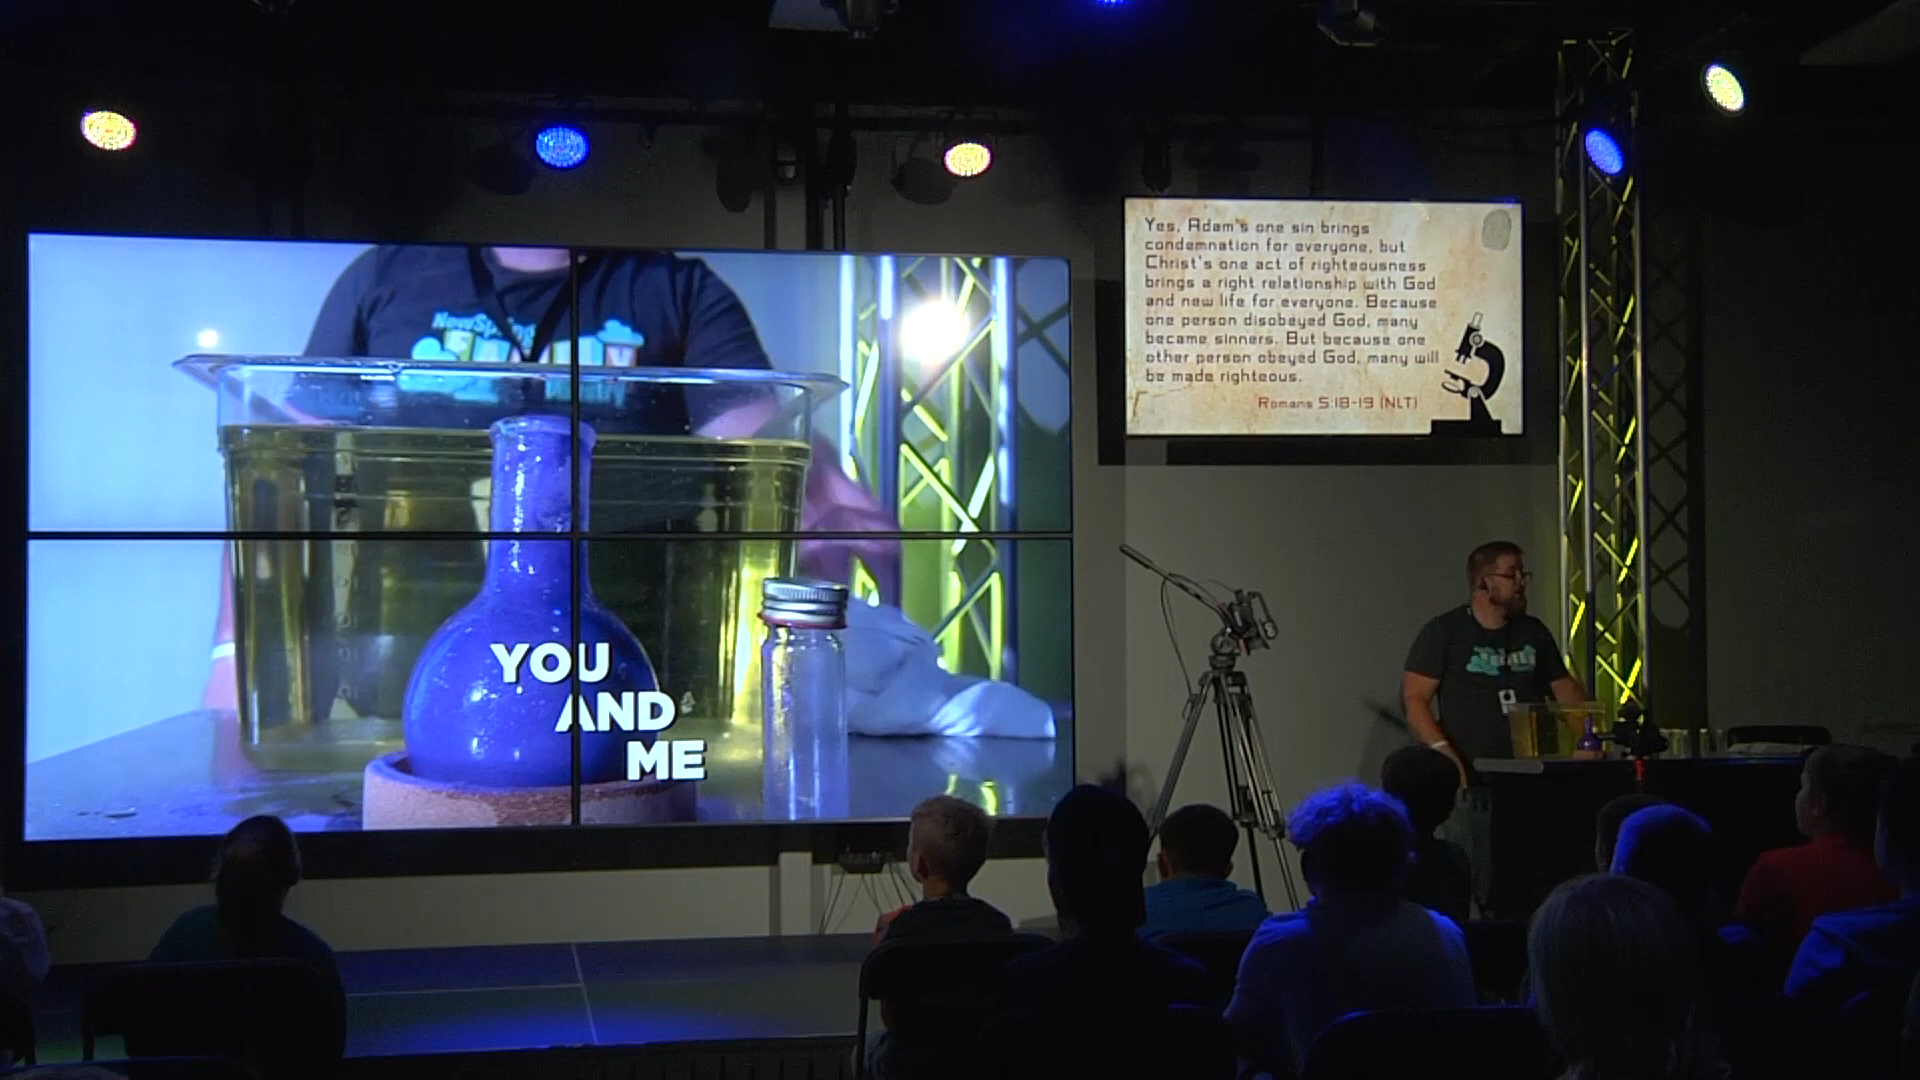 NewSpring
YOU
AND
ME
Yes, Adam's one sin brings
condemnation for everyone, but
Christ's one act of righteousness
brings a right relationship with God
and new life for everyone. Because
one person disobeyed God, many
became sinners. But because one
other person obeyed God, many will
be made righteous.
Romans 5:18-19 (NLT)